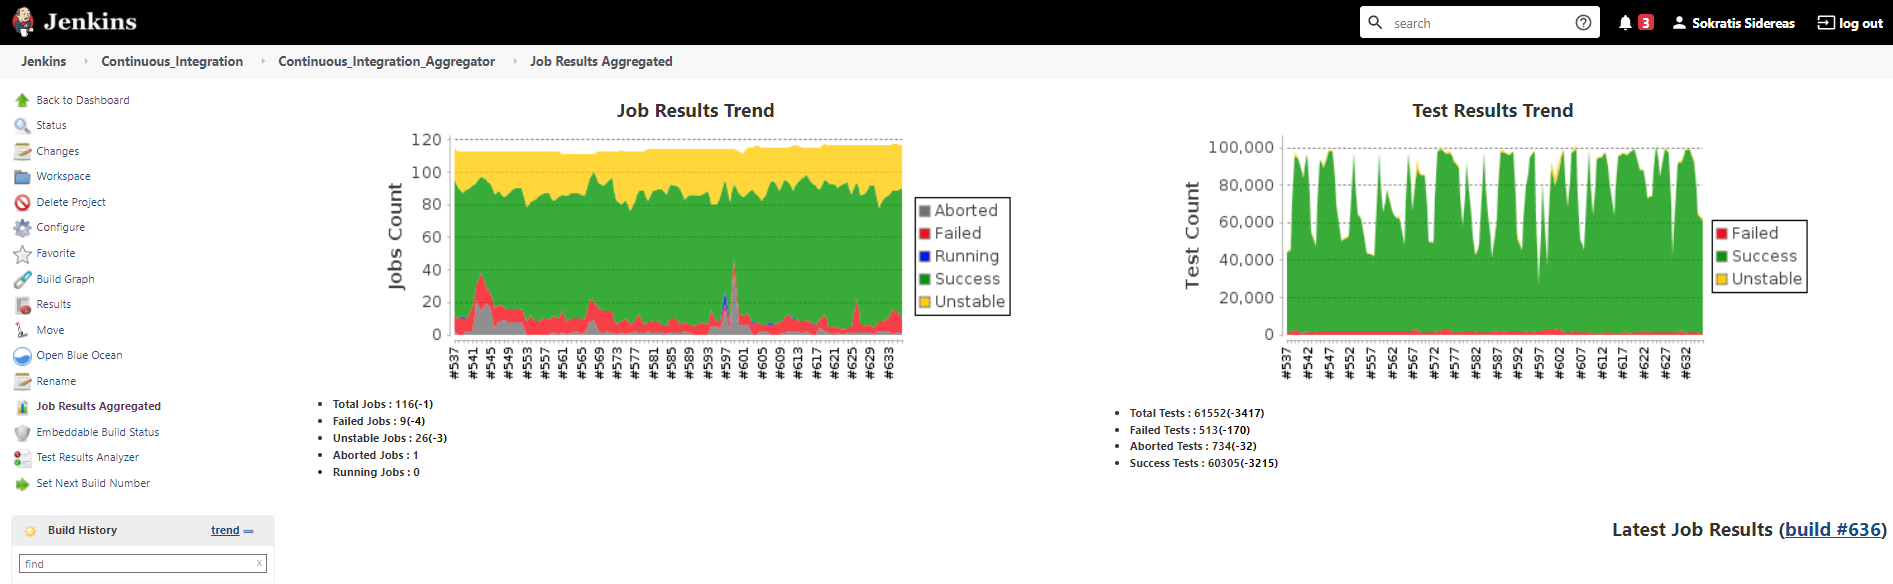 Jenkins
search
3
Sokratis Sidereas
log out
Jenkins
Continuous_Integration
Continuous_Integration_Aggregator
Job Results Aggregated
Back to Dashboard
Status
Changes
Workspace
Delete Project
Configure
Favorite
Build Graph
Results
Move
Open Blue Ocean
Rename
Job Results Aggregated
Embeddable Build Status
Test Results Analyzer
Set Next Build Number
Build History
trend
find
x
Job Results Trend
Jobs Count
120
100
80
60
40
20
0
#537
#541
#545
#549
#553
#557
#561
#565
#569
#573
#577
#581
#585
#589
#593
#597
#601
#605
#609
#613
#617
#621
#625
#629
#633
Aborted
Failed
Running
Success
Unstable
Total Jobs : 116(-1)
Failed Jobs : 9(-4)
Unstable Jobs : 26(-3)
Aborted Jobs : 1
Running Jobs : 0
Test Results Trend
Test Count
100,000
80,000
60,000
40,000
20,000
0
#537
#542
#547
#552
#557
#562
#567
#572
#577
#582
#587
#592
#597
#602
#607
#612
#617
#622
#627
#632
Failed
Success
Unstable
Total Tests : 61552(-3417)
Failed Tests : 513(-170)
Aborted Tests : 734(-32)
Success Tests : 60305(-3215)
Latest Job Results (build #636)